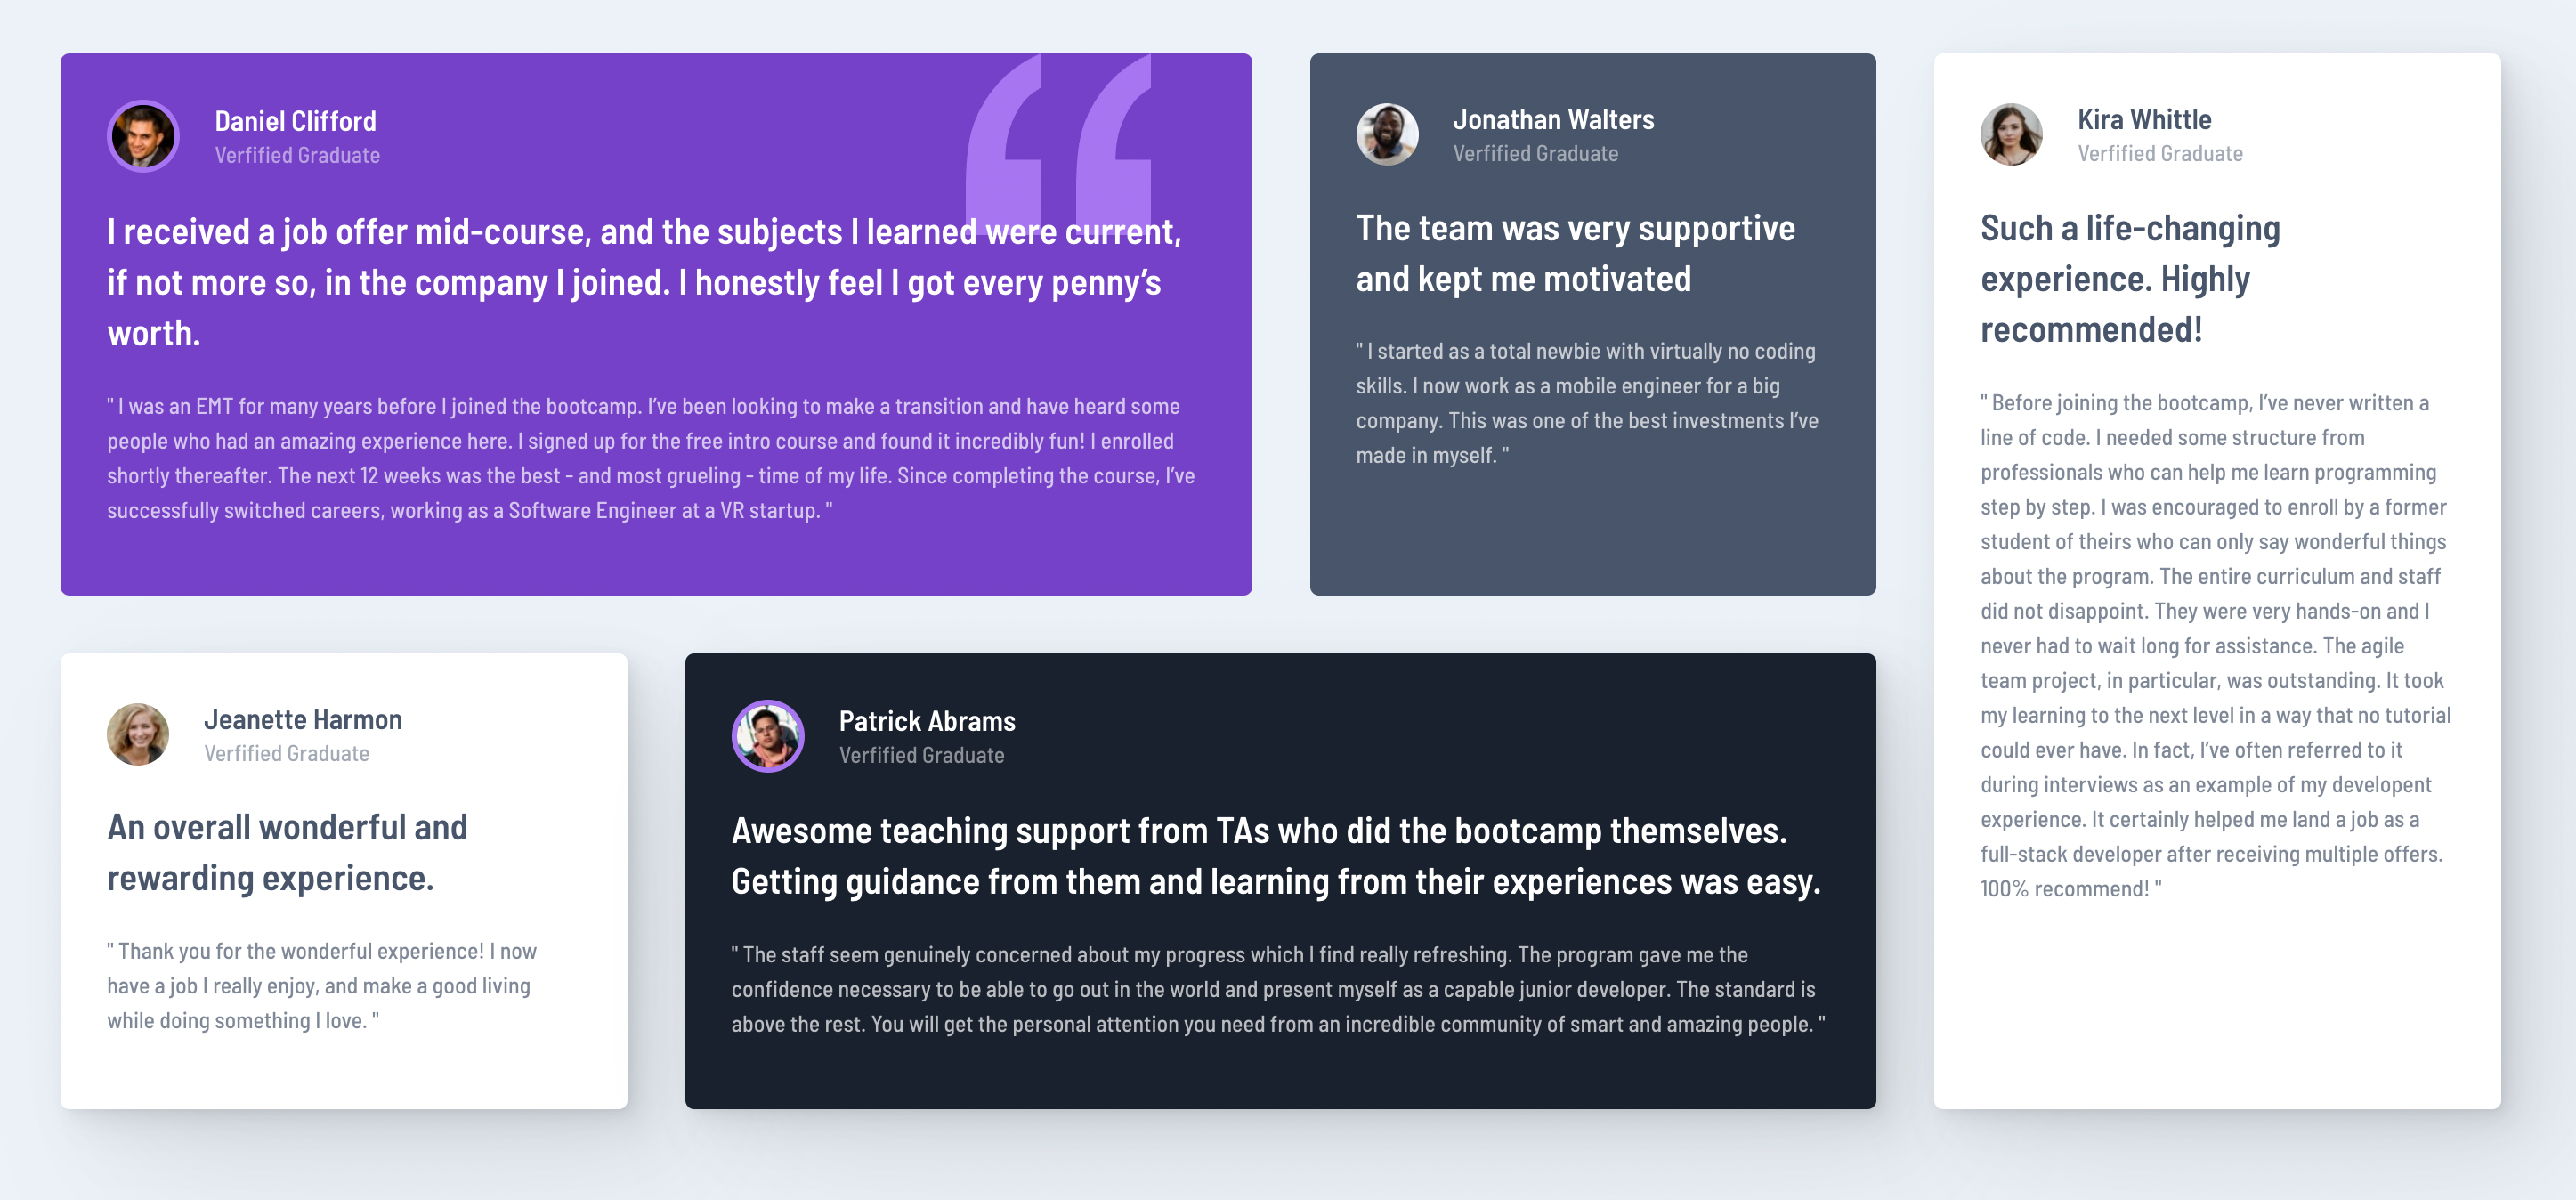 Daniel Clifford
Verfified Graduate
I received a job offer mid-course, and the subjects I learned were current,
if not more so, in the company I joined. I honestly feel I got every penny’s
worth.
" I was an EMT for many years before I joined the bootcamp. I’ve been looking to make a transition and have heard some
people who had an amazing experience here. I signed up for the free intro course and found it incredibly fun! I enrolled
shortly thereafter. The next 12 weeks was the best - and most grueling - time of my life. Since completing the course, I’ve
successfully switched careers, working as a Software Engineer at a VR startup. "
Jonathan Walters
Verfified Graduate
The team was very supportive
and kept me motivated
" I started as a total newbie with virtually no coding
skills. I now work as a mobile engineer for a big
company. This was one of the best investments I’ve
made in myself. "
Kira Whittle
Verfified Graduate
Such a life-changing
experience. Highly
recommended!
" Before joining the bootcamp, I’ve never written a
line of code. I needed some structure from
professionals who can help me learn programming
step by step. I was encouraged to enroll by a former
student of theirs who can only say wonderful things
about the program. The entire curriculum and staff
did not disappoint. They were very hands-on and I
never had to wait long for assistance. The agile
team project, in particular, was outstanding. It took
my learning to the next level in a way that no tutorial
could ever have. In fact, I’ve often referred to it
during interviews as an example of my developent
experience. It certainly helped me land a job as a
full-stack developer after receiving multiple offers.
100% recommend! "
Jeanette Harmon
Verfified Graduate
An overall wonderful and
rewarding experience.
" Thank you for the wonderful experience! I now
have a job I really enjoy, and make a good living
while doing something I love. "
Patrick Abrams
Verfified Graduate
Awesome teaching support from TAs who did the bootcamp themselves.
Getting guidance from them and learning from their experiences was easy.
" The staff seem genuinely concerned about my progress which I find really refreshing. The program gave me the
confidence necessary to be able to go out in the world and present myself as a capable junior developer. The standard is
above the rest. You will get the personal attention you need from an incredible community of smart and amazing people. "